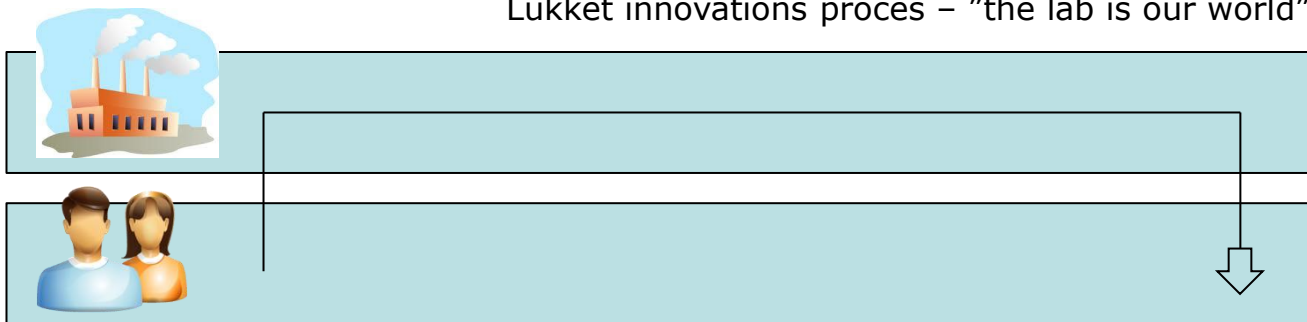 Lukket innovations proces – ”the lab is our world”